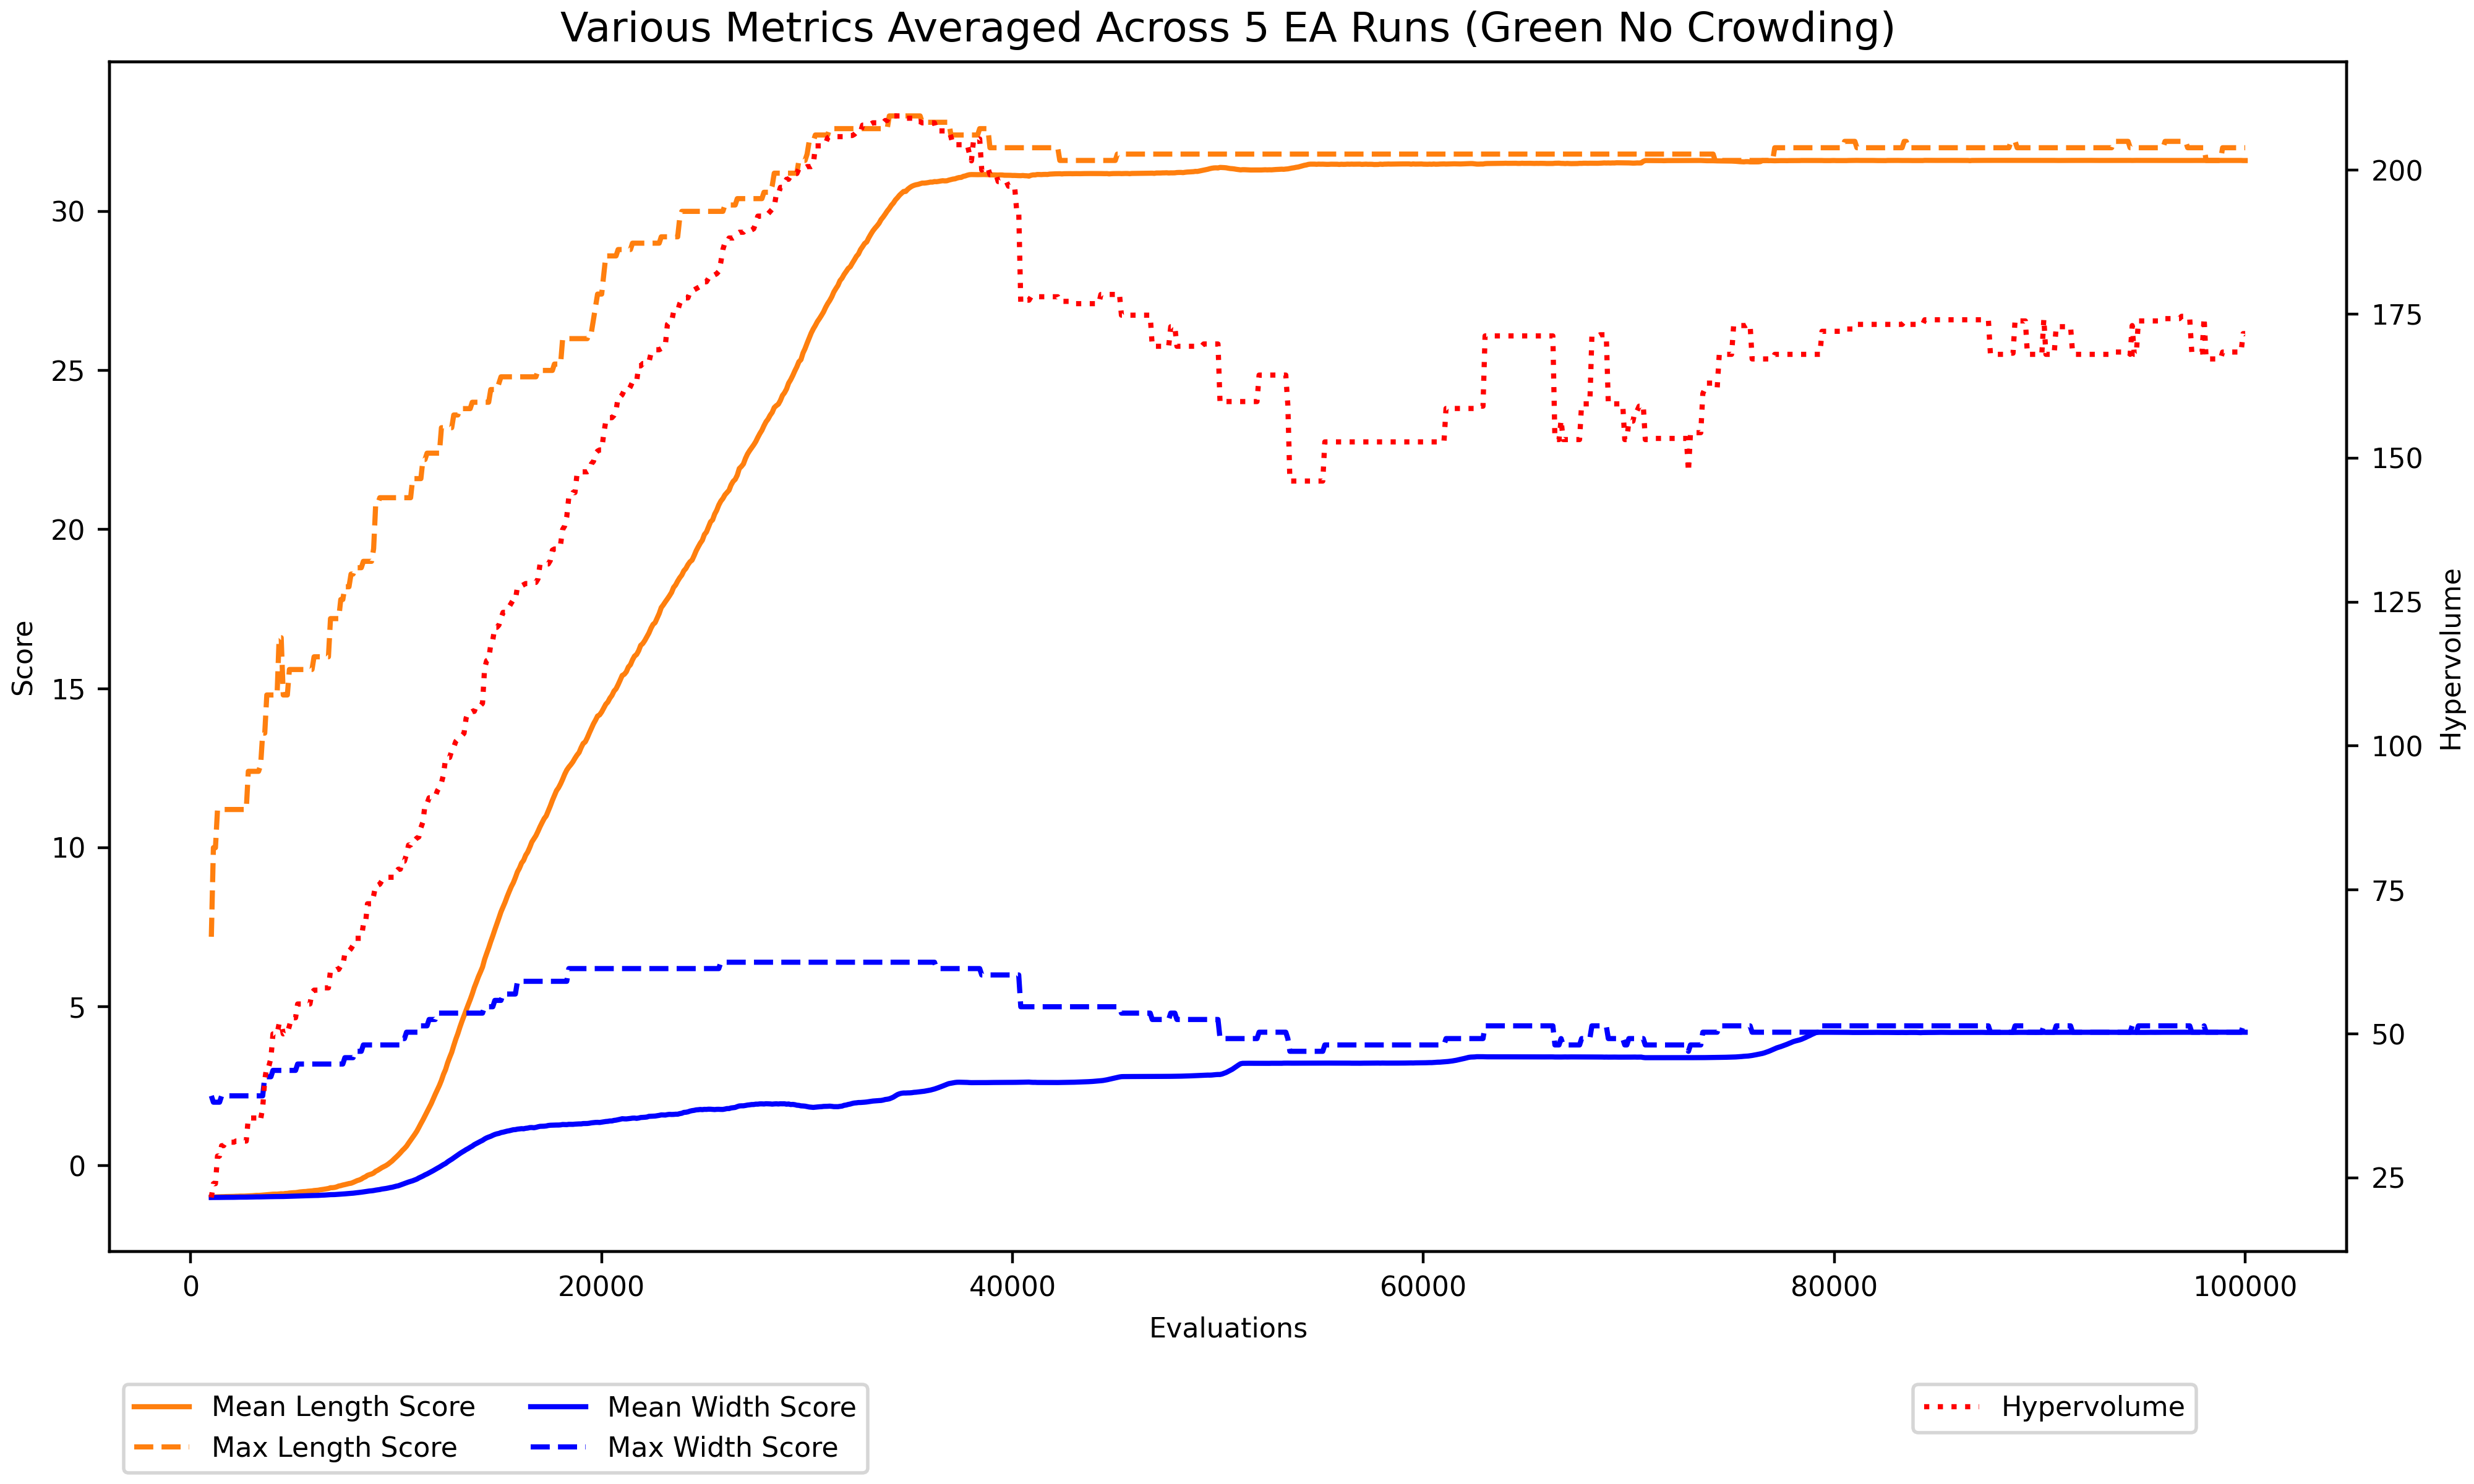 Various Metrics Averaged Across 5 EA Runs (Green No Crowding)
Score
30
25
20
15
10
5
0
200
175
150
125
100
75
50
25
Hypervolume
0 20000 40000 60000 80000 100000
Evaluations
Mean Length Score Mean Width Score
Max Length Score Max Width Score
Hypervolume